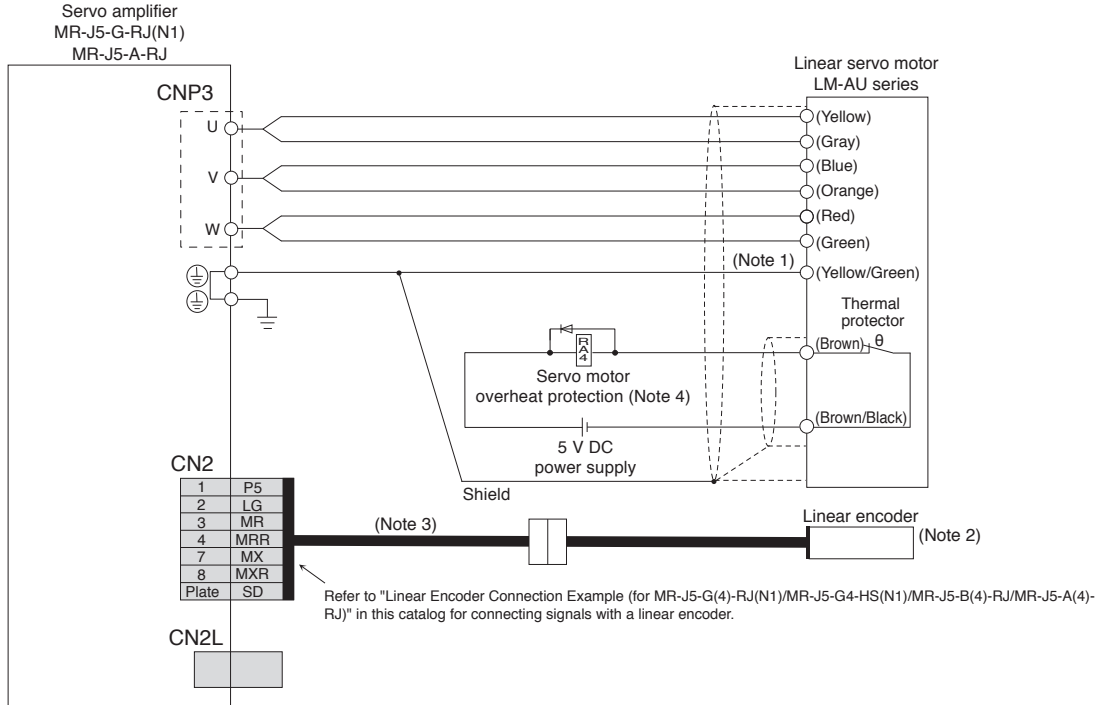 Servo amplifier
MR-J5-G-RJ(N1)
MR-J5-A-RJ
Linear servo motor
LM-AU series
CNP3
U
V
W
(Yellow)
(Gray)
(Blue)
(Orange)
(Red)
(Green)
(Note 1)
(Yellow/Green)
Thermal
protector
(Brown)
θ
RA4
Servo motor
overheat protection (Note 4)
(Brown/Black)
5 V DC
power supply
Shield
CN2
1 P5
2 LG
3 MR
4 MRR
7 MX
8 MXR
Plate SD
(Note 3)
Linear encoder
(Note 2)
Refer to "Linear Encoder Connection Example (for MR-J5-G(4)-RJ(N1)/MR-J5-G4-HS(N1)/MR-J5-B(4)-RJ/MR-J5-A(4)-
RJ)" in this catalog for connecting signals with a linear encoder.
CN2L